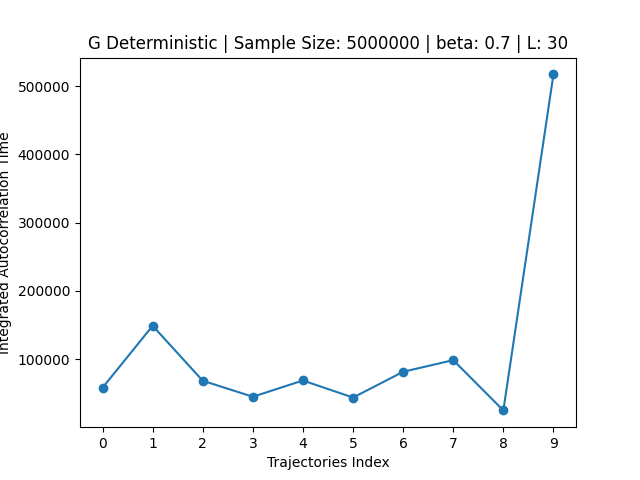 G Deterministic | Sample Size: 5000000 | beta: 0.7 | L: 30
Integrated Autocorrelation Time
500000
400000
300000
200000
100000
0 1 2 3 4 5 6 7 8 9
Trajectories Index